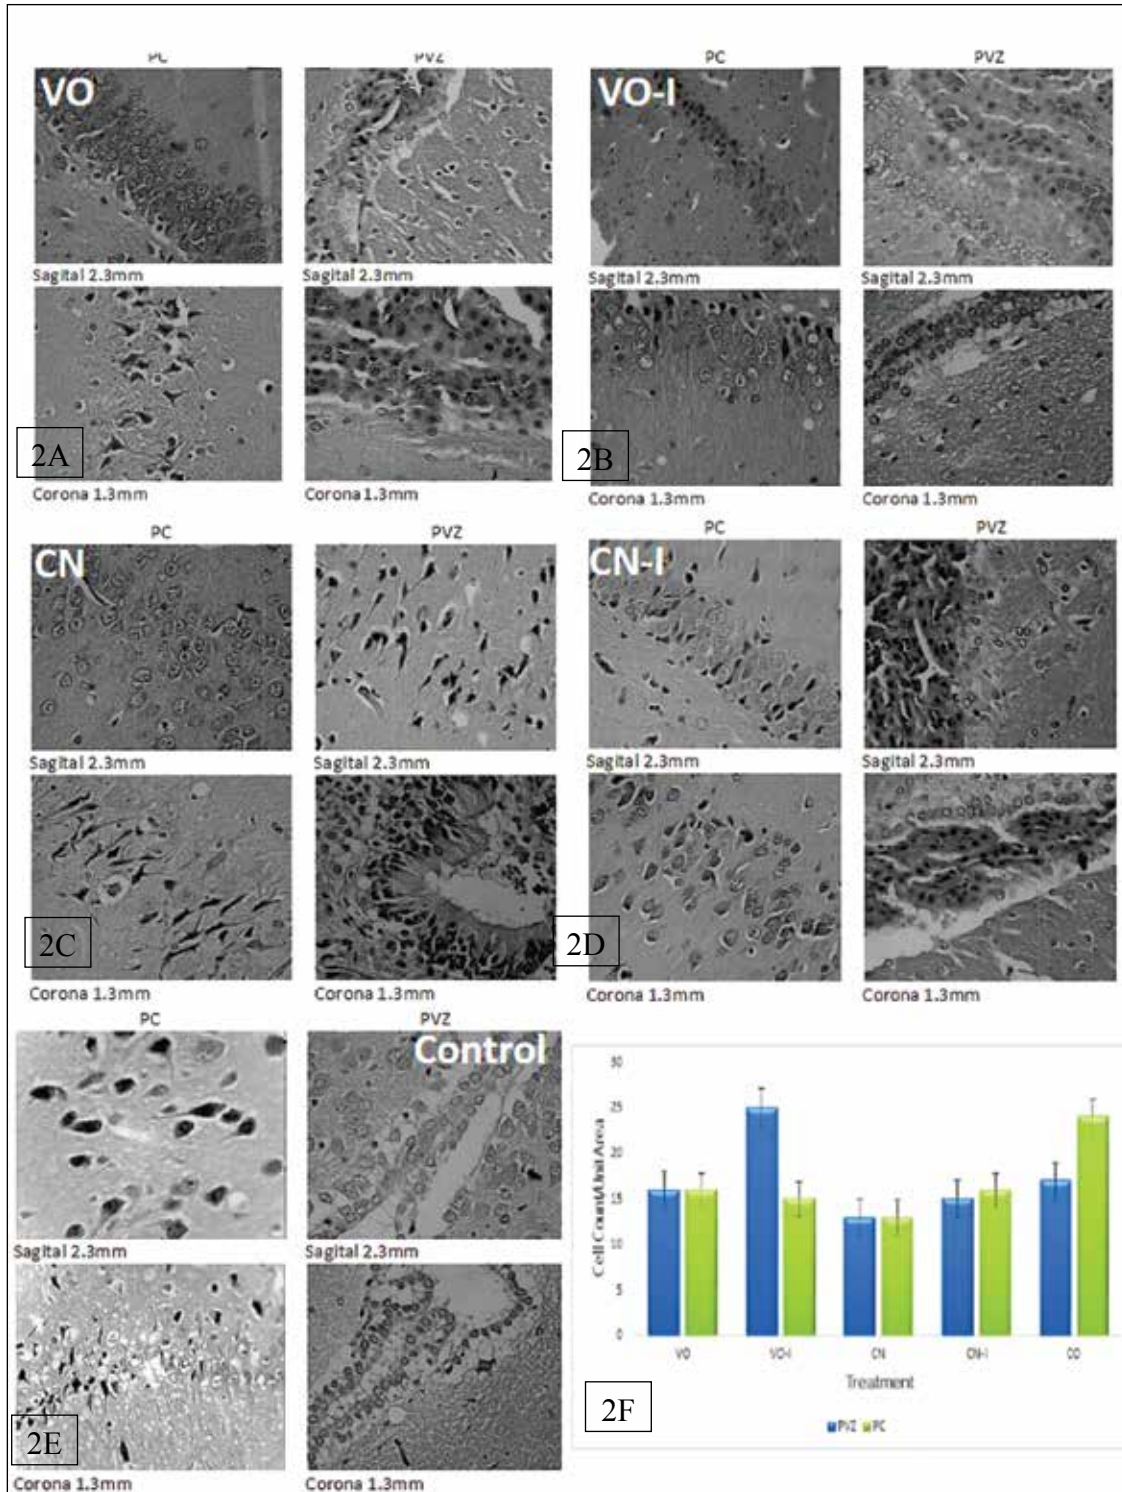 PC PVZ PC PVZ
VO VO-I
Sagital 2.3mm Sagital 2.3mm Sagital 2.3mm Sagital 2.3mm
2A 2B
Corona 1.3mm Corona 1.3mm Corona 1.3mm Corona 1.3mm
PC PVZ PC PVZ
CN CN-I
Sagital 2.3mm Sagital 2.3mm Sagital 2.3mm Sagital 2.3mm
2C 2D
Corona 1.3mm Corona 1.3mm Corona 1.3mm Corona 1.3mm
PC PVZ
Control
Sagital 2.3mm Sagital 2.3mm
2E
Corona 1.3mm Corona 1.3mm
Cell Count/Unit Area
30
25
20
15
10
5
0
VO VO-I CN CN-I CO
Treatment
2F
PVZ PC